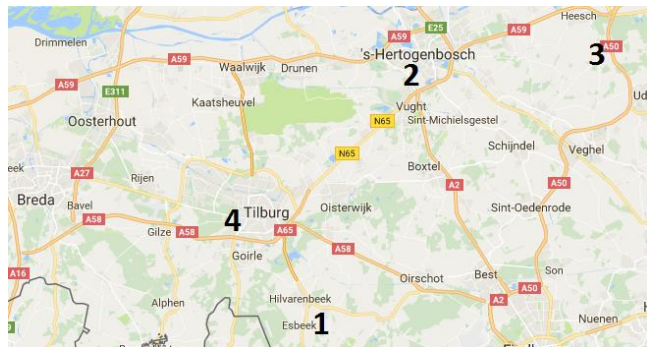 Heesch
E25
A59
A59
Drimmelen
's-Hertogenbosch
3
A50
A59
Waalwijk
Drunen
2
A59
E311
Kaatsheuvel
Vught
Oosterhout
N65
Sint-Michielsgestel
Schijndel
Veghel
N65
Boxtel
Rijen
A27
A2
A50
Breda
Bavel
4
Tilburg
Oisterwijk
Sint-Oedenrode
A58
Gilze
A58
A65
A58
Goirle
A16
Oirschot
Best
Son
A50
Alphen
Hilvarenbeek
A2
Esbeek
1
Nuenen